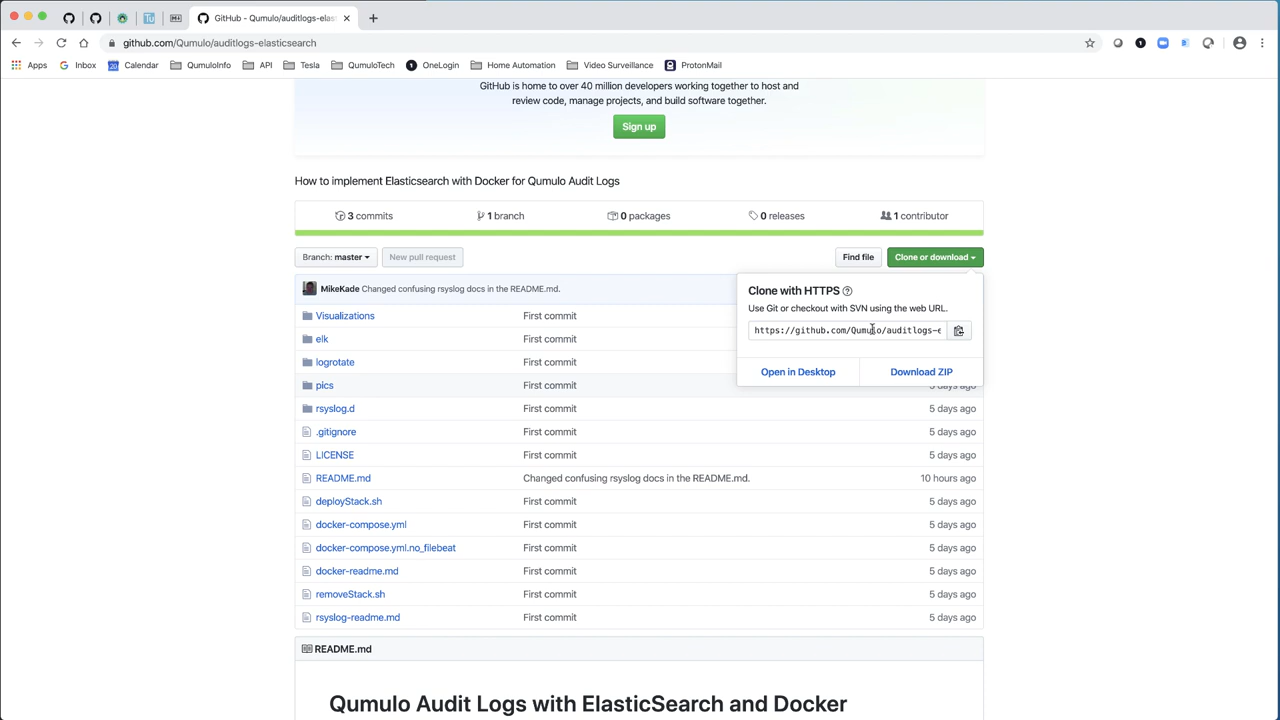 GitHub - Qumulo/auditlogs-elas
github.com/Qumulo/auditlogs-elasticsearch
Apps Inbox 20 Calendar QumuloInfo API Tesla QumuloTech 1 OneLogin Home Automation Video Surveillance ProtonMail
GitHub is home to over 40 million developers working together to host and
review code, manage projects, and build software together.
Sign up
How to implement Elasticsearch with Docker for Qumulo Audit Logs
3 commits 1 branch 0 packages 0 releases 1 contributor
Branch: master New pull request Find file Clone or download
MikeKade Changed confusing rsyslog docs in the README.md.
Clone with HTTPS
Use Git or checkout with SVN using the web URL.
https://github.com/Qumulo/auditlogs-e
Open in Desktop Download ZIP
Visualizations First commit
elk First commit
logrotate First commit
pics First commit 5 days ago
rsyslog.d First commit 5 days ago
.gitignore First commit 5 days ago
LICENSE First commit 5 days ago
README.md Changed confusing rsyslog docs in the README.md. 10 hours ago
deployStack.sh First commit 5 days ago
docker-compose.yml First commit 5 days ago
docker-compose.yml.no_filebeat First commit 5 days ago
docker-readme.md First commit 5 days ago
removeStack.sh First commit 5 days ago
rsyslog-readme.md First commit 5 days ago
README.md
Qumulo Audit Logs with ElasticSearch and Docker